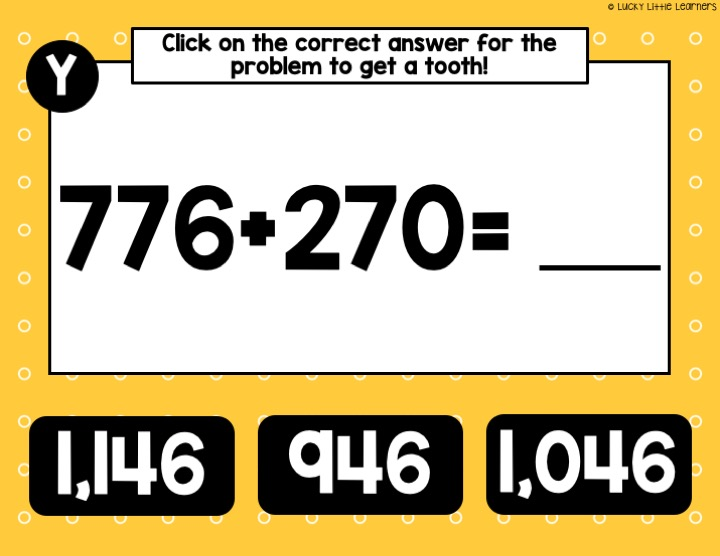 © Lucky Little Learners
Click on the correct answer for the
problem to get a tooth!
Y
776+270= ___
1,146
946
1,046